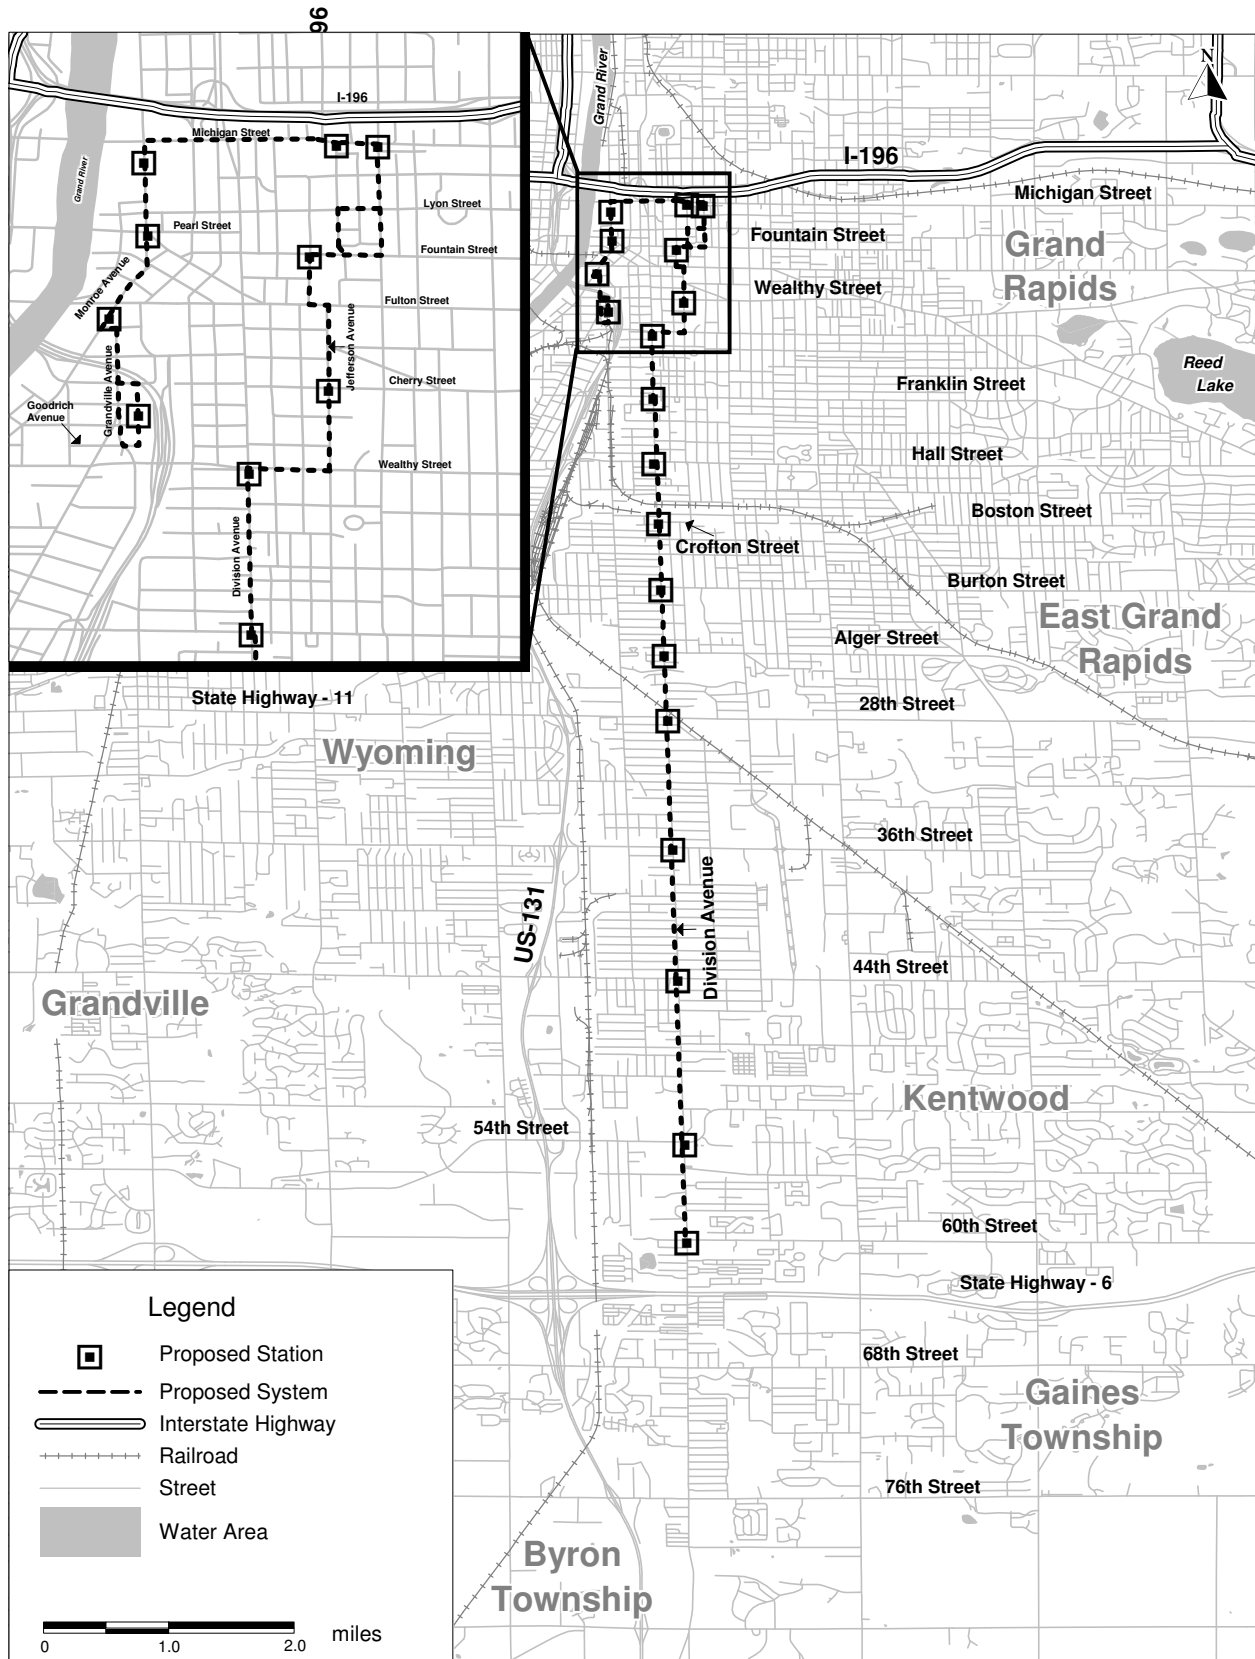 96
I-196
Michigan Street
Grand River
Lyon Street
Pearl Street
Fountain Street
Monroe Avenue
Fulton Street
Jefferson Avenue
Grandville Avenue
Cherry Street
Goodrich
Avenue
Wealthy Street
Division Avenue
Grand River
N
I-196
Michigan Street
Fountain Street
Grand
Rapids
Wealthy Street
Reed
Lake
Franklin Street
Hall Street
Boston Street
Crofton Street
Burton Street
East Grand
Rapids
Alger Street
State Highway - 11
28th Street
Wyoming
36th Street
US-131
Division Avenue
44th Street
Grandville
Kentwood
54th Street
60th Street
State Highway - 6
68th Street
Gaines
Township
76th Street
Byron
Township
Legend
Proposed Station
Proposed System
Interstate Highway
Railroad
Street
Water Area
0 1.0 2.0 miles